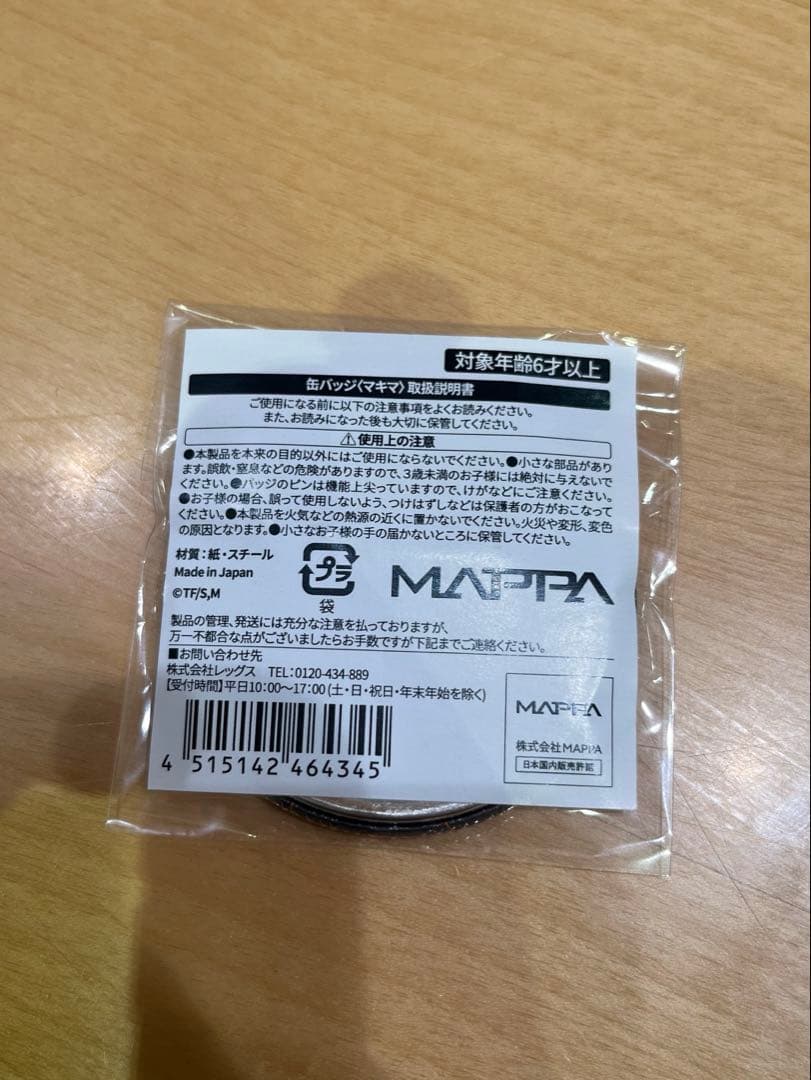 対象年齢6才以上
缶バッジ〈マキマ〉取扱説明書
ご使用になる前に以下の注意事項をよくお読みください。
また、お読みになった後も大切に保管してください。
⚠使用上の注意
●本製品を本来の目的以外にはご使用にならないでください。●小さな部品があり
ます。誤飲・窒息などの危険がありますので、3歳未満のお子様には絶対に与えないで
ください。●バッジのピンは機能上尖っていますので、けがなどにご注意ください。
●お子様の場合、誤って使用しないよう、つけはずしなどは保護者の方がおこなって
ください。●本製品を火気などの熱源の近くに置かないでください。火災や変形、変色
の原因となります。●小さなお子様の手の届かないところに保管してください。
材質：紙・スチール
Made in Japan
©TF/S,M
プラ
袋
MAPPA
製品の管理、発送には充分な注意を払っておりますが、
万一不都合な点がございましたらお手数ですが下記までご連絡ください。
■お問い合わせ先
株式会社レッグス TEL:0120-434-889
【受付時間】平日10:00～17:00(土・日・祝日・年末年始を除く)
4 515142 464345
MAPPA
株式会社MAPPA
日本国内販売許諾